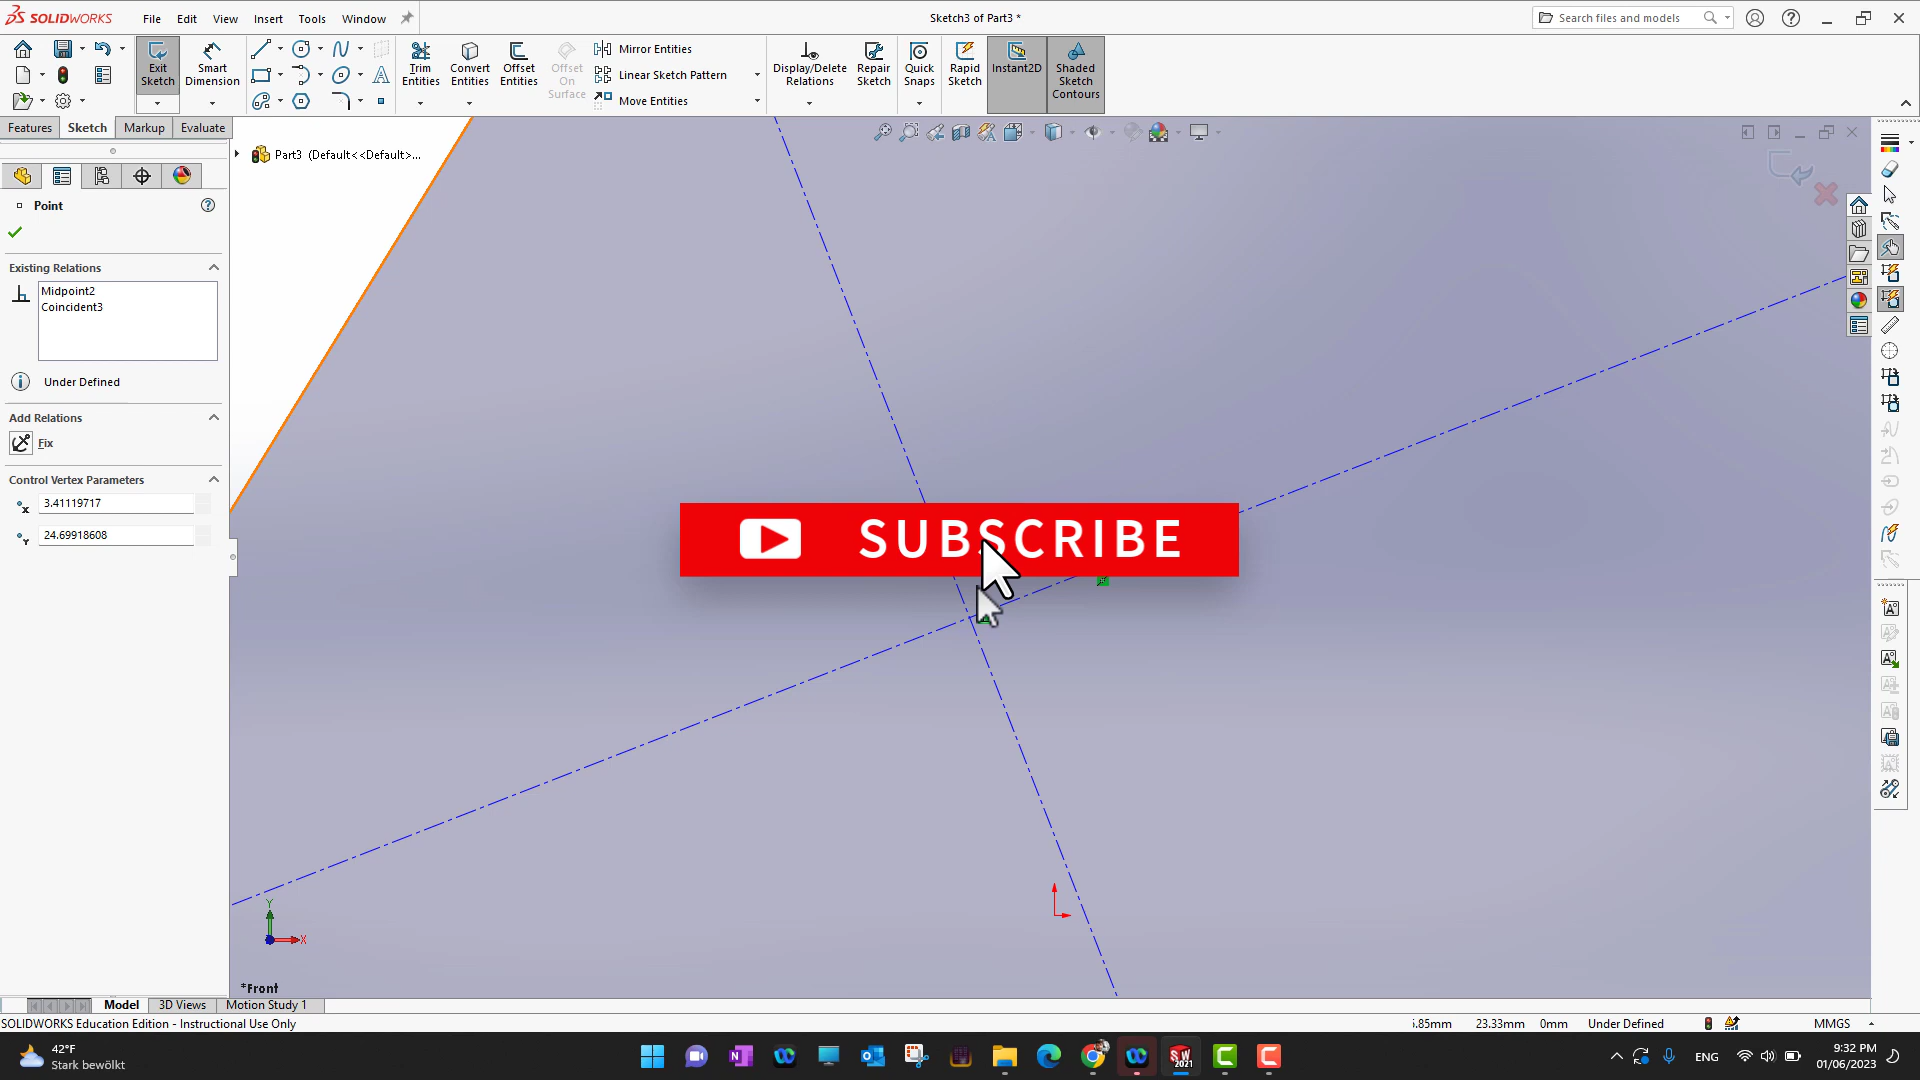 SOLIDWORKS
File
Edit
View
Insert
Tools
Window
Sketch3 of Part3 *
Search files and models
Exit Sketch
Smart Dimension
Trim Entities
Convert Entities
Offset Entities
Offset On Surface
Mirror Entities
Linear Sketch Pattern
Move Entities
Display/Delete Relations
Repair Sketch
Quick Snaps
Rapid Sketch
Instant2D
Shaded Sketch Contours
Features
Sketch
Markup
Evaluate
Part3 (Default<<Default>...
Point
Existing Relations
Midpoint2
Coincident3
Under Defined
Add Relations
Fix
Control Vertex Parameters
3.41119717
24.69918608
SUBSCRIBE
Y
X
*Front
Model
3D Views
Motion Study 1
SOLIDWORKS Education Edition - Instructional Use Only
23.33mm
0mm
Under Defined
MMGS
42°F
Stark bewölkt
ENG
9:32 PM
01/06/2023